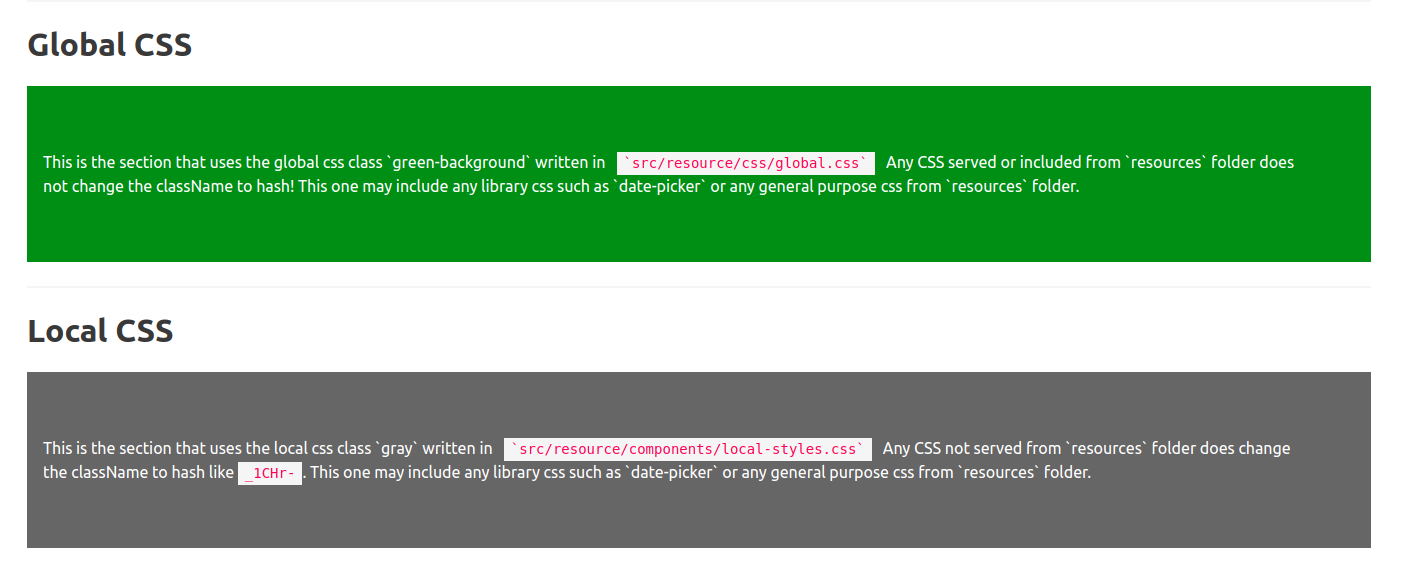 Global CSS
This is the section that uses the global css class `green-background` written in `src/resource/css/global.css` Any CSS served or included from `resources` folder does
not change the className to hash! This one may include any library css such as `date-picker` or any general purpose css from `resources` folder.
Local CSS
This is the section that uses the local css class `gray` written in `src/resource/components/local-styles.css` Any CSS not served from `resources` folder does change
the className to hash like _1CHr-. This one may include any library css such as `date-picker` or any general purpose css from `resources` folder.